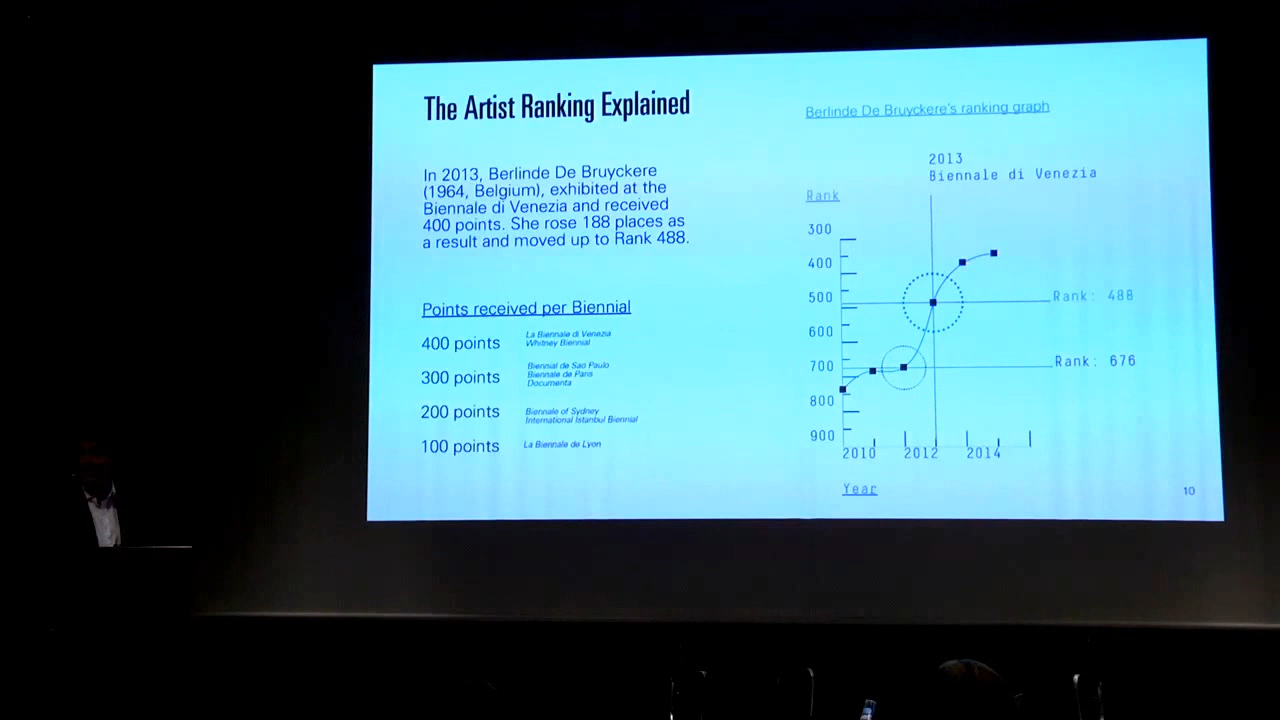 The Artist Ranking Explained
In 2013, Berlinde De Bruyckere
(1964, Belgium), exhibited at the
Biennale di Venezia and received
400 points. She rose 188 places as
a result and moved up to Rank 488.
Points received per Biennial
400 points
La Biennale di Venezia
Whitney Biennial
300 points
Biennial de Sao Paulo
Biennale de Paris
Documenta
200 points
Biennale of Sydney
International Istanbul Biennial
100 points
La Biennale de Lyon
Berlinde De Bruyckere's ranking graph
2013
Biennale di Venezia
Rank
300
400
500
600
700
800
900
Rank: 488
Rank: 676
2010 2012 2014
Year
10